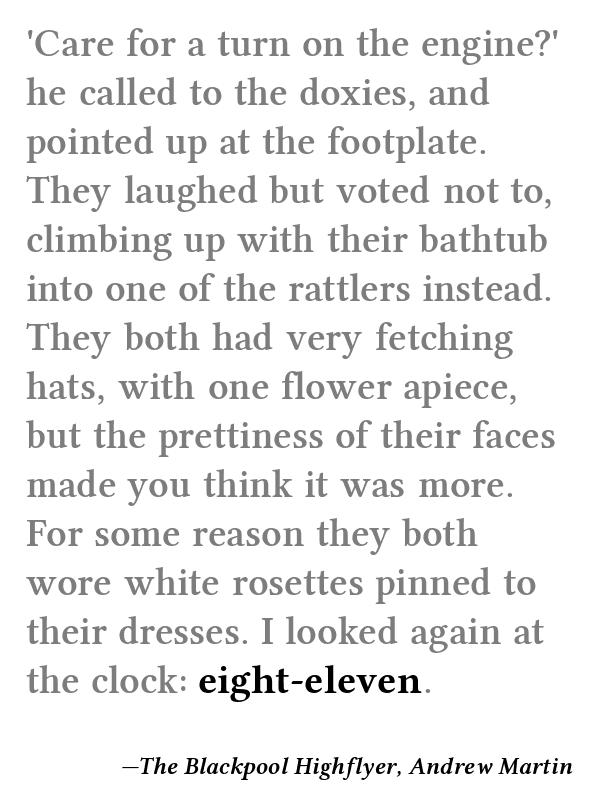 'Care for a turn on the engine?'
he called to the doxies, and
pointed up at the footplate.
They laughed but voted not to,
climbing up with their bathtub
into one of the rattlers instead.
They both had very fetching
hats, with one flower apiece,
but the prettiness of their faces
made you think it was more.
For some reason they both
wore white rosettes pinned to
their dresses. I looked again at
the clock: eight-eleven.
—The Blackpool Highflyer, Andrew Martin